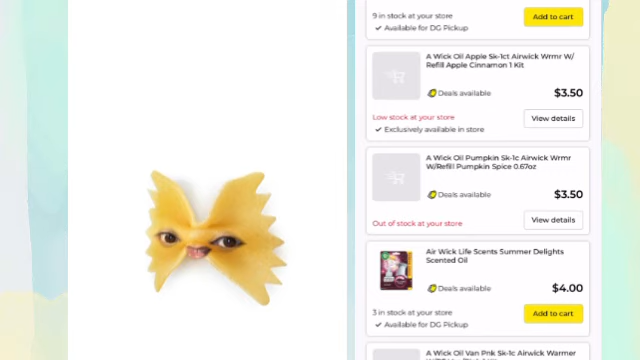 9 in stock at your store
Add to cart
Available for DG Pickup
A Wick Oil Apple Sk-1ct Airwick Wrmr W/
Refill Apple Cinnamon 1 Kit
Deals available
$3.50
Low stock at your store
View details
Exclusively available in store
A Wick Oil Pumpkin Sk-1c Airwick Wrmr
W/Refill Pumpkin Spice 0.67oz
Deals available
$3.50
Out of stock at your store
View details
Air Wick Life Scents Summer Delights
Scented Oil
Deals available
$4.00
3 in stock at your store
Add to cart
Available for DG Pickup
A Wick Oil Van Pnk Sk-1c Airwick Warmer